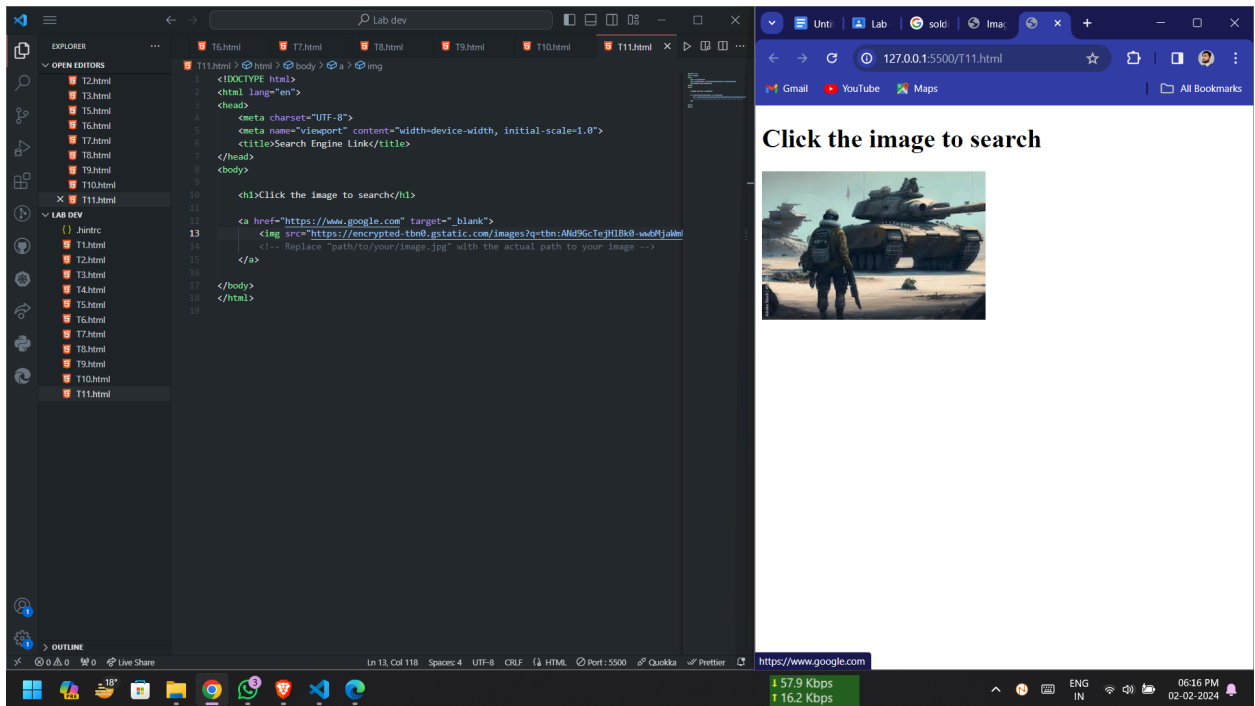 Lab dev
EXPLORER
OPEN EDITORS
T2.html
T3.html
T5.html
T6.html
T7.html
T8.html
T9.html
T10.html
T11.html
LAB DEV
.hintrc
T1.html
T2.html
T3.html
T4.html
T5.html
T6.html
T7.html
T8.html
T9.html
T10.html
T11.html
OUTLINE
T6.html T7.html T8.html T9.html T10.html T11.html
T11.html > html > body > a > img
1 <!DOCTYPE html>
2 <html lang="en">
3 <head>
4 <meta charset="UTF-8">
5 <meta name="viewport" content="width=device-width, initial-scale=1.0">
6 <title>Search Engine Link</title>
7 </head>
8 <body>
9
10 <h1>Click the image to search</h1>
11
12 <a href="https://www.google.com" target="_blank">
13 <img src="https://encrypted-tbn0.gstatic.com/images?q=tbn:ANd9GcTejHlBk0-wwbMjaWm
14 <!-- Replace "path/to/your/image.jpg" with the actual path to your image -->
15 </a>
16
17 </body>
18 </html>
19
0 0 0 Live Share Ln 13, Col 118 Spaces: 4 UTF-8 CRLF HTML Port : 5500 Quokka Prettier
Unti Lab sold Imag
127.0.0.1:5500/T11.html
Gmail YouTube Maps All Bookmarks
Click the image to search
https://www.google.com
1
1
PRE 18° 3
57.9 Kbps
16.2 Kbps
ENG
IN
06:16 PM
02-02-2024